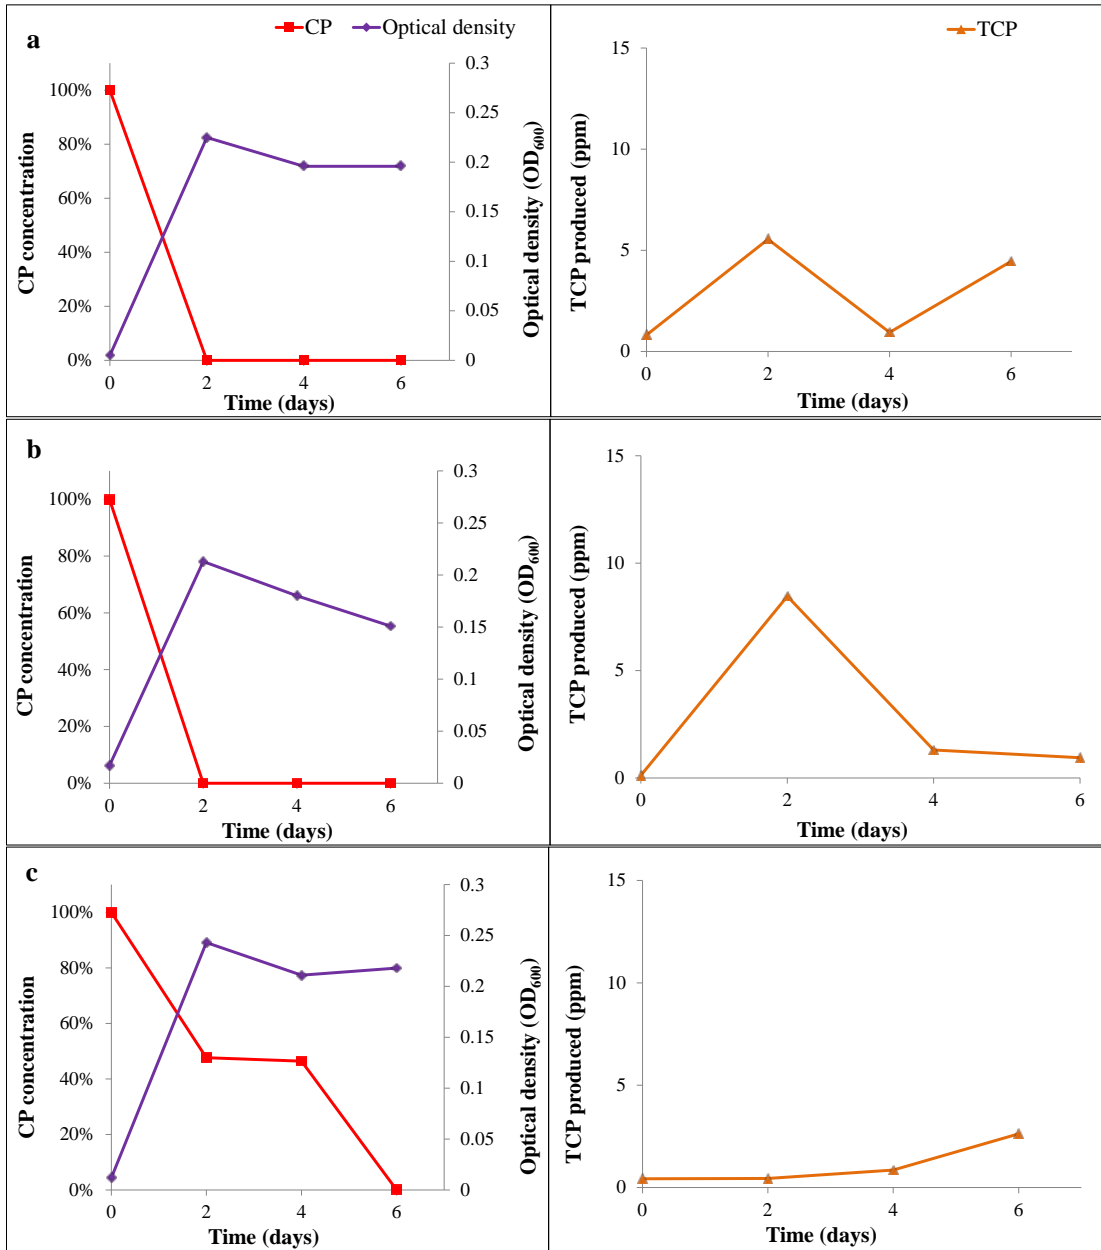 a
CP
Optical density
CP concentration
100%
80%
60%
40%
20%
0%
0.3
0.25
0.2
0.15
0.1
0.05
0
Optical density (OD600)
0 2 4 6
Time (days)
TCP
TCP produced (ppm)
15
10
5
0
0 2 4 6
Time (days)
b
CP concentration
100%
80%
60%
40%
20%
0%
0.3
0.25
0.2
0.15
0.1
0.05
0
Optical density (OD600)
0 2 4 6
Time (days)
TCP produced (ppm)
15
10
5
0
0 2 4 6
Time (days)
c
CP concentration
100%
80%
60%
40%
20%
0%
0.3
0.25
0.2
0.15
0.1
0.05
0
Optical density (OD600)
0 2 4 6
Time (days)
TCP produced (ppm)
15
10
5
0
0 2 4 6
Time (days)